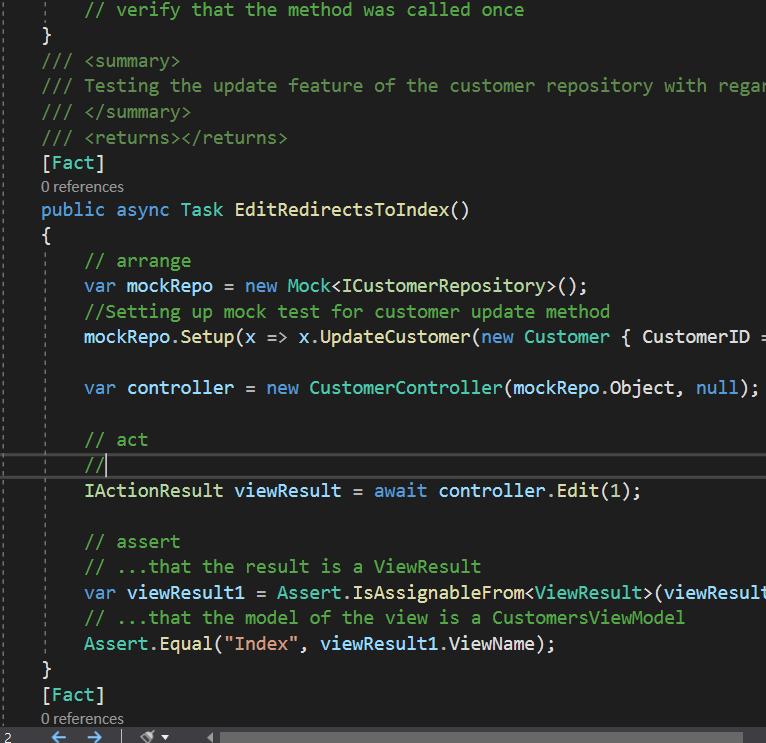 // verify that the method was called once
}
/// <summary>
/// Testing the update feature of the customer repository with regar
/// </summary>
/// <returns></returns>
[Fact]
0 references
public async Task EditRedirectsToIndex()
{
// arrange
var mockRepo = new Mock<ICustomerRepository>();
//Setting up mock test for customer update method
mockRepo.Setup(x => x.UpdateCustomer(new Customer { CustomerID =
var controller = new CustomerController(mockRepo.Object, null);
// act
//
IActionResult viewResult = await controller.Edit(1);
// assert
// ...that the result is a ViewResult
var viewResult1 = Assert.IsAssignableFrom<ViewResult>(viewResult
// ...that the model of the view is a CustomersViewModel
Assert.Equal("Index", viewResult1.ViewName);
}
[Fact]
0 references
2